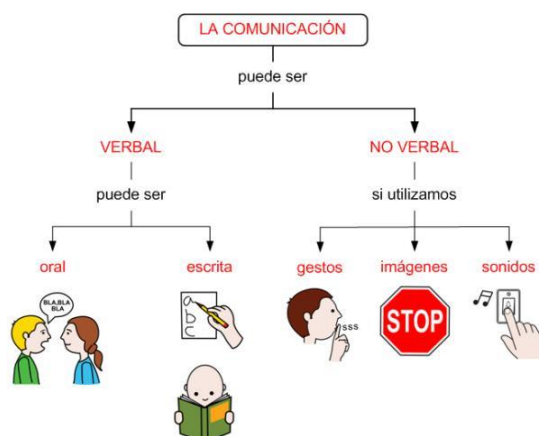 LA COMUNICACIÓN
puede ser
VERBAL
NO VERBAL
puede ser
si utilizamos
oral
escrita
gestos
imágenes
sonidos
BLA,BLA
BLA
a
b
c
sss
STOP